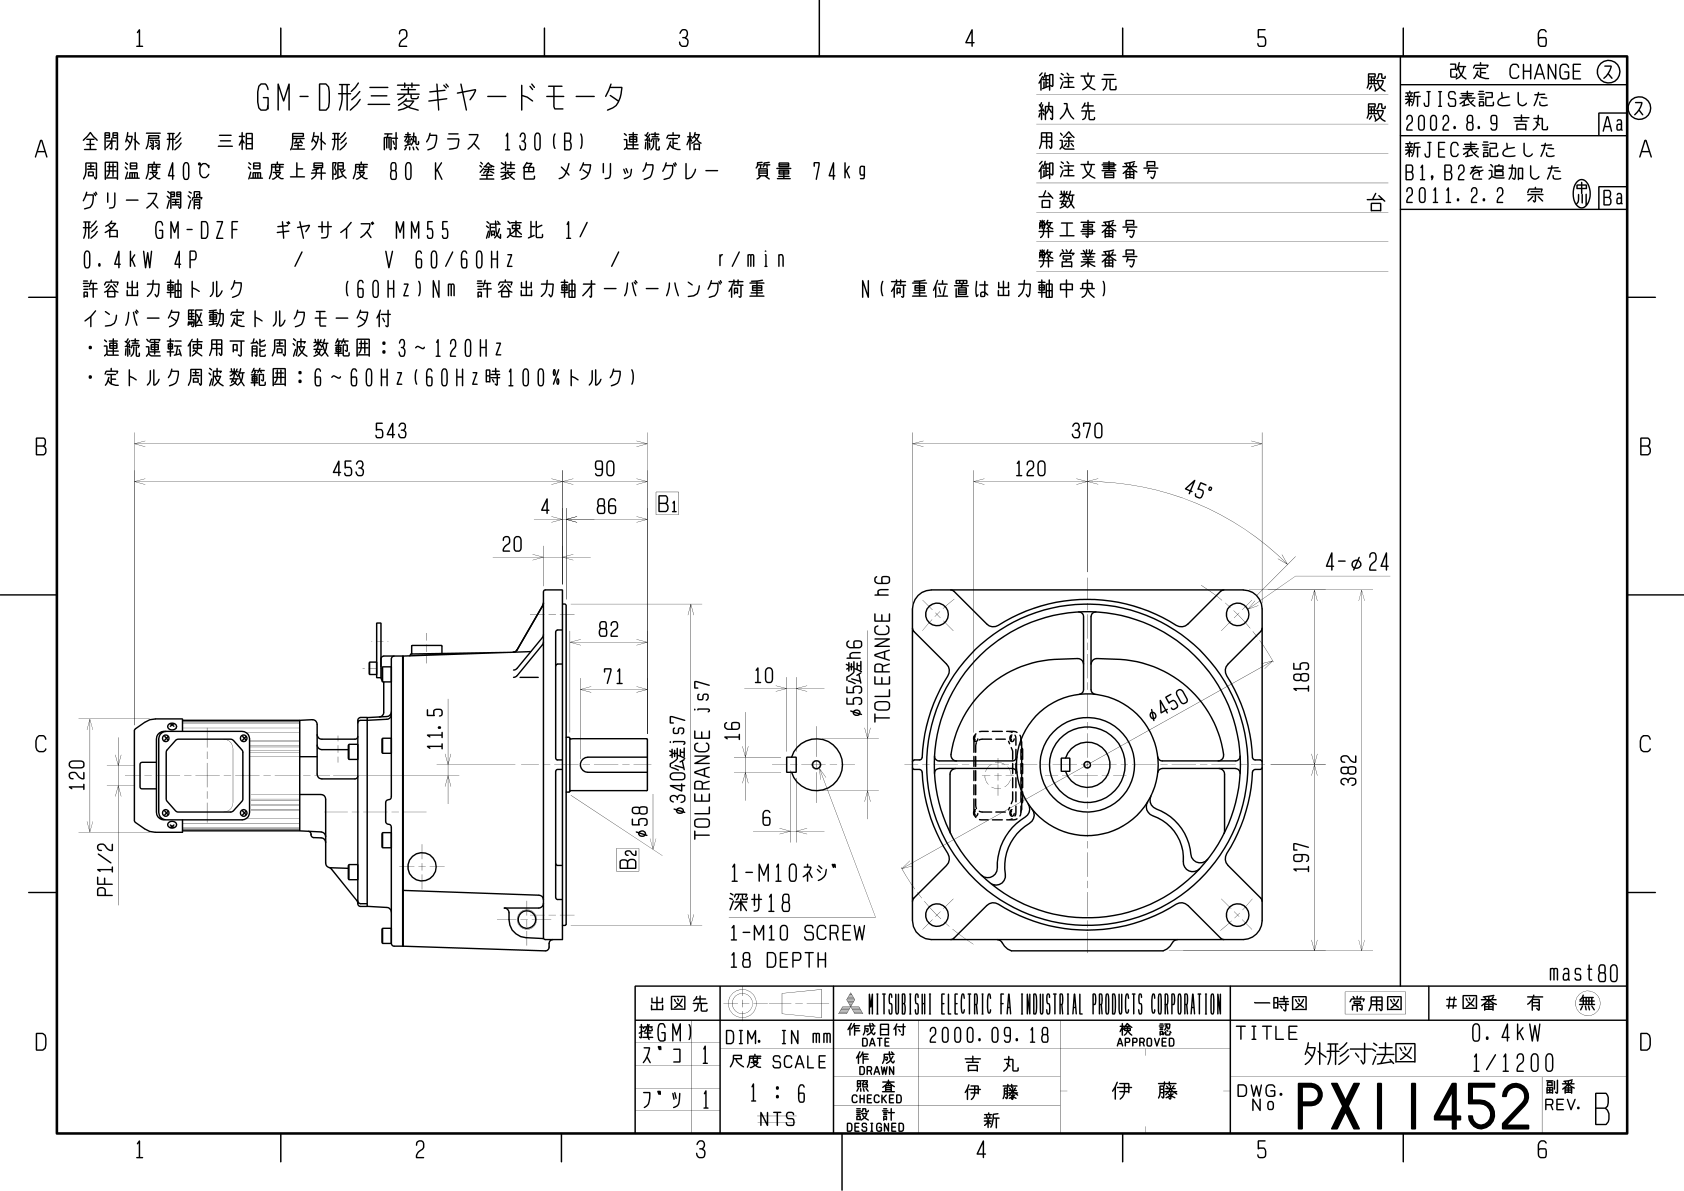 1 2 3 4 5 6
GM-D形三菱ギヤードモータ
全閉外扇形 三相 屋外形 耐熱クラス 130(B) 連続定格
周囲温度40℃ 温度上昇限度 80 K 塗装色 メタリックグレー 質量 74kg
グリース潤滑
形名 GM-DZF ギヤサイズ MM55 減速比 1/
0.4kW 4P / V 60/60Hz / r/min
許容出力軸トルク (60Hz)Nm 許容出力軸オーバーハング荷重 N(荷重位置は出力軸中央)
インバータ駆動定トルクモータ付
・連続運転使用可能周波数範囲：3～120Hz
・定トルク周波数範囲：6～60Hz(60Hz時100%トルク)
御注文元 殿
納入先 殿
用途
御注文書番号
台数 台
弊工事番号
弊営業番号
改定 CHANGE ス
新JIS表記とした
2002.8.9 吉丸 Aa
ス
新JEC表記とした
B1,B2を追加した
2011.2.2 宗 Ba
A A
B B
C C
D D
543
453 90
4 86 B1
20
82
71
11.5
120
PF1/2
φ58
B2
φ340公差js7
TOLERANCE js7
10
16
6
φ55公差h6
TOLERANCE h6
1-M10ネジ
深サ18
1-M10 SCREW
18 DEPTH
370
120
45°
4-φ24
φ450
185
197
382
mast80
出図先
MITSUBISHI ELECTRIC FA INDUSTRIAL PRODUCTS CORPORATION
一時図 常用図 #図番 有 無
GM)
スﾞコ 1
フﾞツ 1
DIM. IN mm
尺度 SCALE
1 : 6
NTS
作成日付
DATE
2000.09.18
作成
DRAWN
吉丸
照査
CHECKED
伊藤
設計
DESIGNED
新
検認
APPROVED
伊藤
TITLE
外形寸法図
0.4kW
1/1200
DWG.
No
PX11452
副番
REV.
B
1 2 3 4 5 6